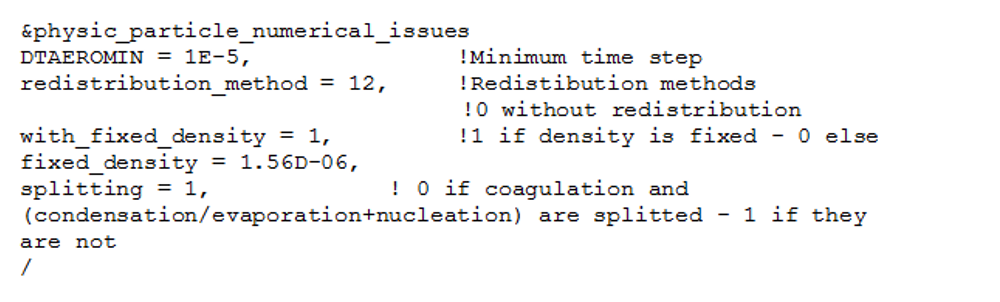 &physic_particle_numerical_issues
DTAEROMIN = 1E-5,                !Minimum time step
redistribution_method = 12,      !Redistibution methods
                                 !0 without redistribution
with_fixed_density = 1,          !1 if density is fixed - 0 else
fixed_density = 1.56D-06,
splitting = 1,              ! 0 if coagulation and
(condensation/evaporation+nucleation) are splitted - 1 if they
are not
/